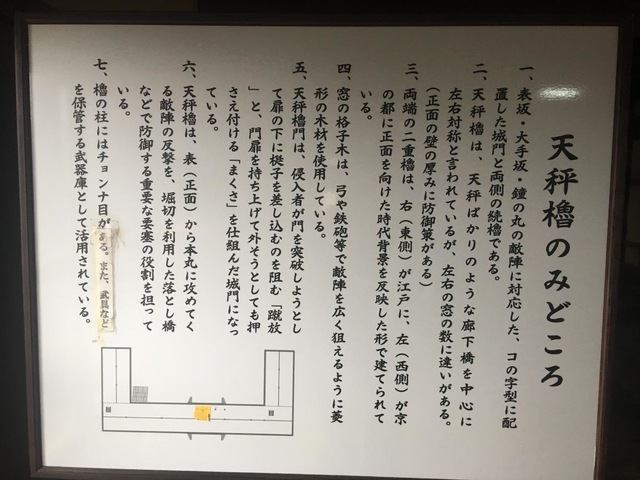 天秤櫓のみどころ
一、表坂・大手坂・鐘の丸の敵陣に対応した、コの字型に配
置した城門と両側の続櫓である。
二、天秤櫓は、天秤ばかりのような廊下橋を中心に
左右対称と言われているが、左右の窓の数に違いがある。
(正面の壁の厚みに防御策がある)
三、両端の二重櫓は、右(東側)が江戸に、左(西側)が京
の都に正面を向けた時代背景を反映した形で建てられて
いる。
四、窓の格子木は、弓や鉄砲等で敵陣を広く狙えるように菱
形の木材を使用している。
五、天秤櫓門は、侵入者が門を突破しようとし
て扉の下に梃子を差し込むのを阻む「蹴放
」と、門扉を持ち上げて外そうとしても押
さえ付ける「まくさ」を仕組んだ城門になっ
ている。
六、天秤櫓は、表(正面)から本丸に攻めてく
る敵陣の反撃を、堀切を利用した落とし橋
などで防御する重要な要塞の役割を担って
いる。
七、櫓の柱にはチョンナ目がある。また、武具など
を保管する武器庫として活用されている。